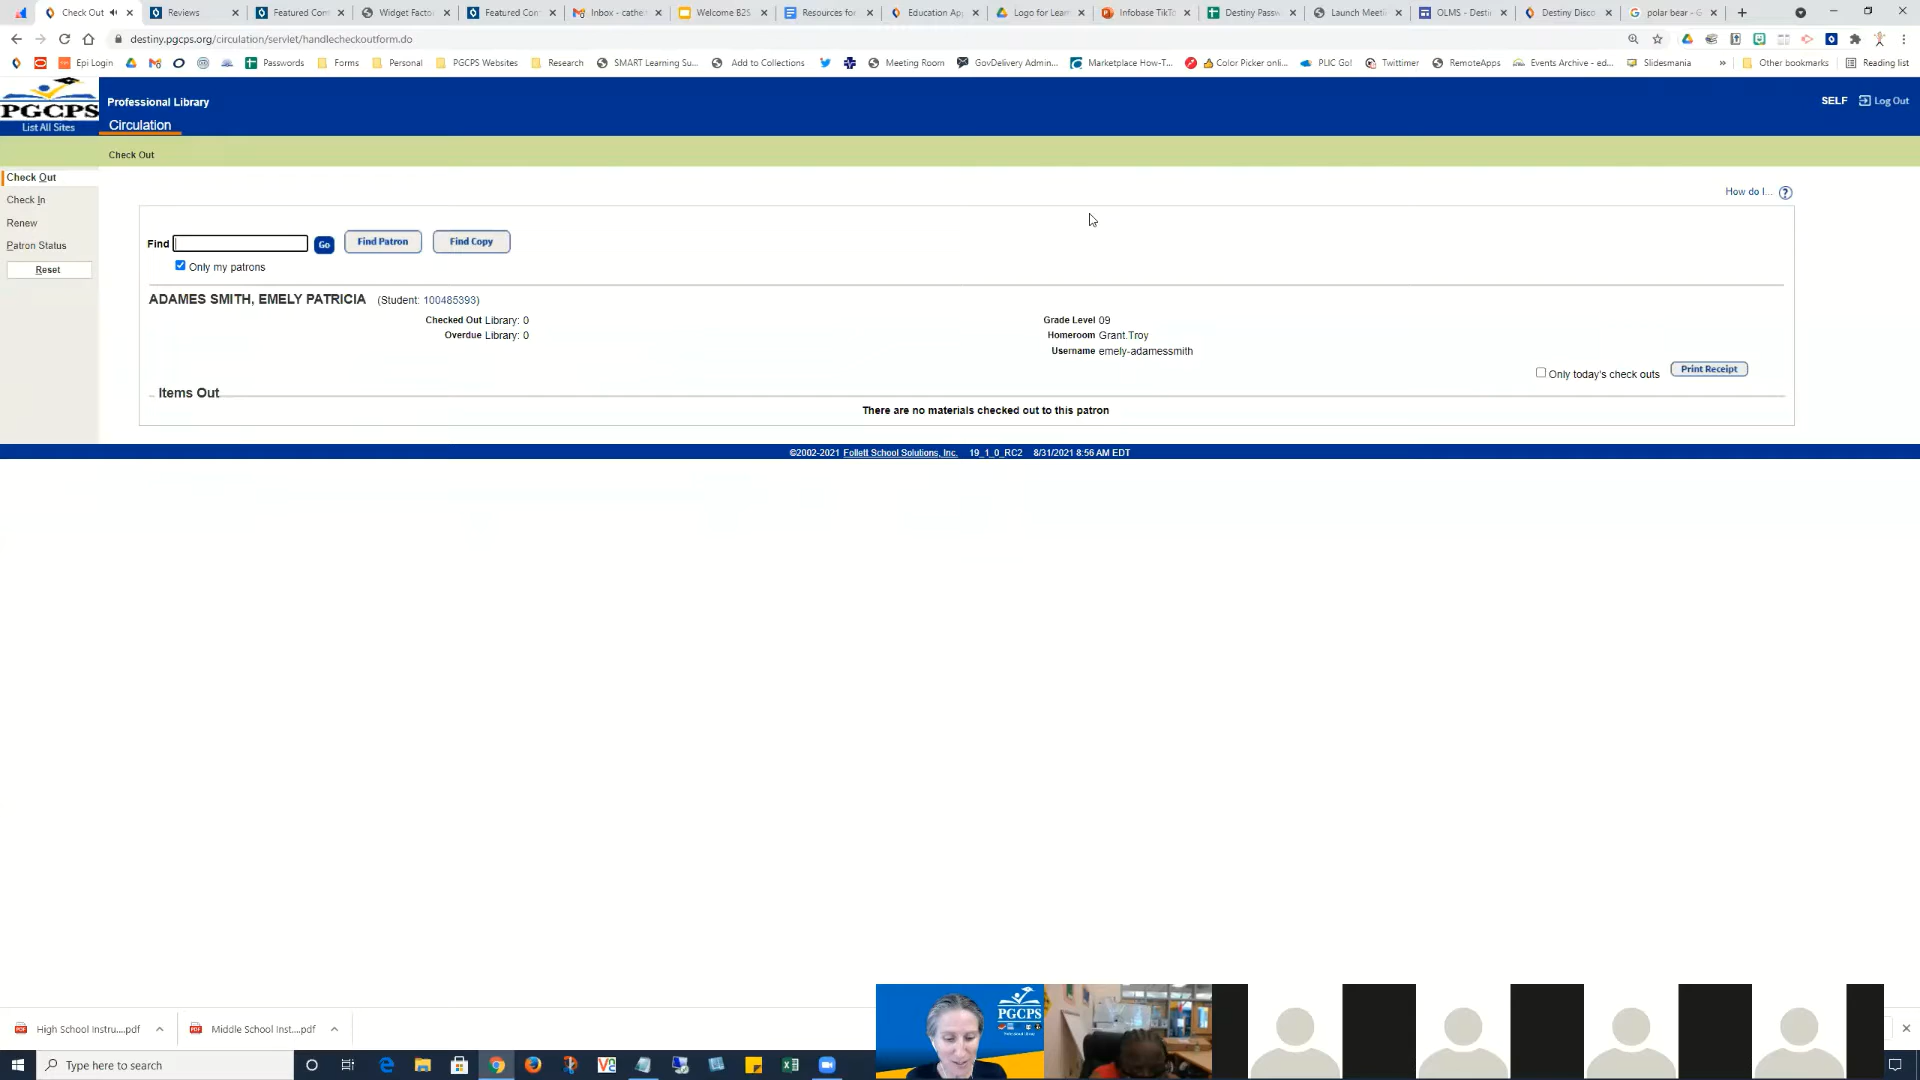 Check Out
Reviews
Featured Con
Widget Facto
Featured Con
Inbox - cathe
Welcome B2S
Resources for
Education Ap
Logo for Lear
Infobase TikTo
Destiny Passw
Launch Meeti
OLMS - Desti
Destiny Disco
polar bear - G
destiny.pgcps.org/circulation/servlet/handlecheckoutform.do
Epi Login
Passwords
Forms
Personal
PGCPS Websites
Research
SMART Learning Su...
Add to Collections
Meeting Room
GovDelivery Admin...
Marketplace How-T...
Color Picker onli...
PLIC Go!
Twittimer
RemoteApps
Events Archive - ed...
Slidesmania
»
Other bookmarks
Reading list
PGCPS
List All Sites
Professional Library
Circulation
SELF
Log Out
Check Out
Check Out
Check In
Renew
Patron Status
Reset
How do I... ?
Find
Go
Find Patron
Find Copy
Only my patrons
ADAMES SMITH, EMELY PATRICIA (Student: 100485393)
Checked Out Library: 0
Overdue Library: 0
Grade Level 09
Homeroom Grant.Troy
Username emely-adamessmith
Only today's check outs
Print Receipt
Items Out
There are no materials checked out to this patron
©2002-2021 Follett School Solutions, Inc. 19_1_0_RC2 8/31/2021 8:56 AM EDT
High School Instru....pdf
Middle School Inst....pdf
PGCPS
Type here to search